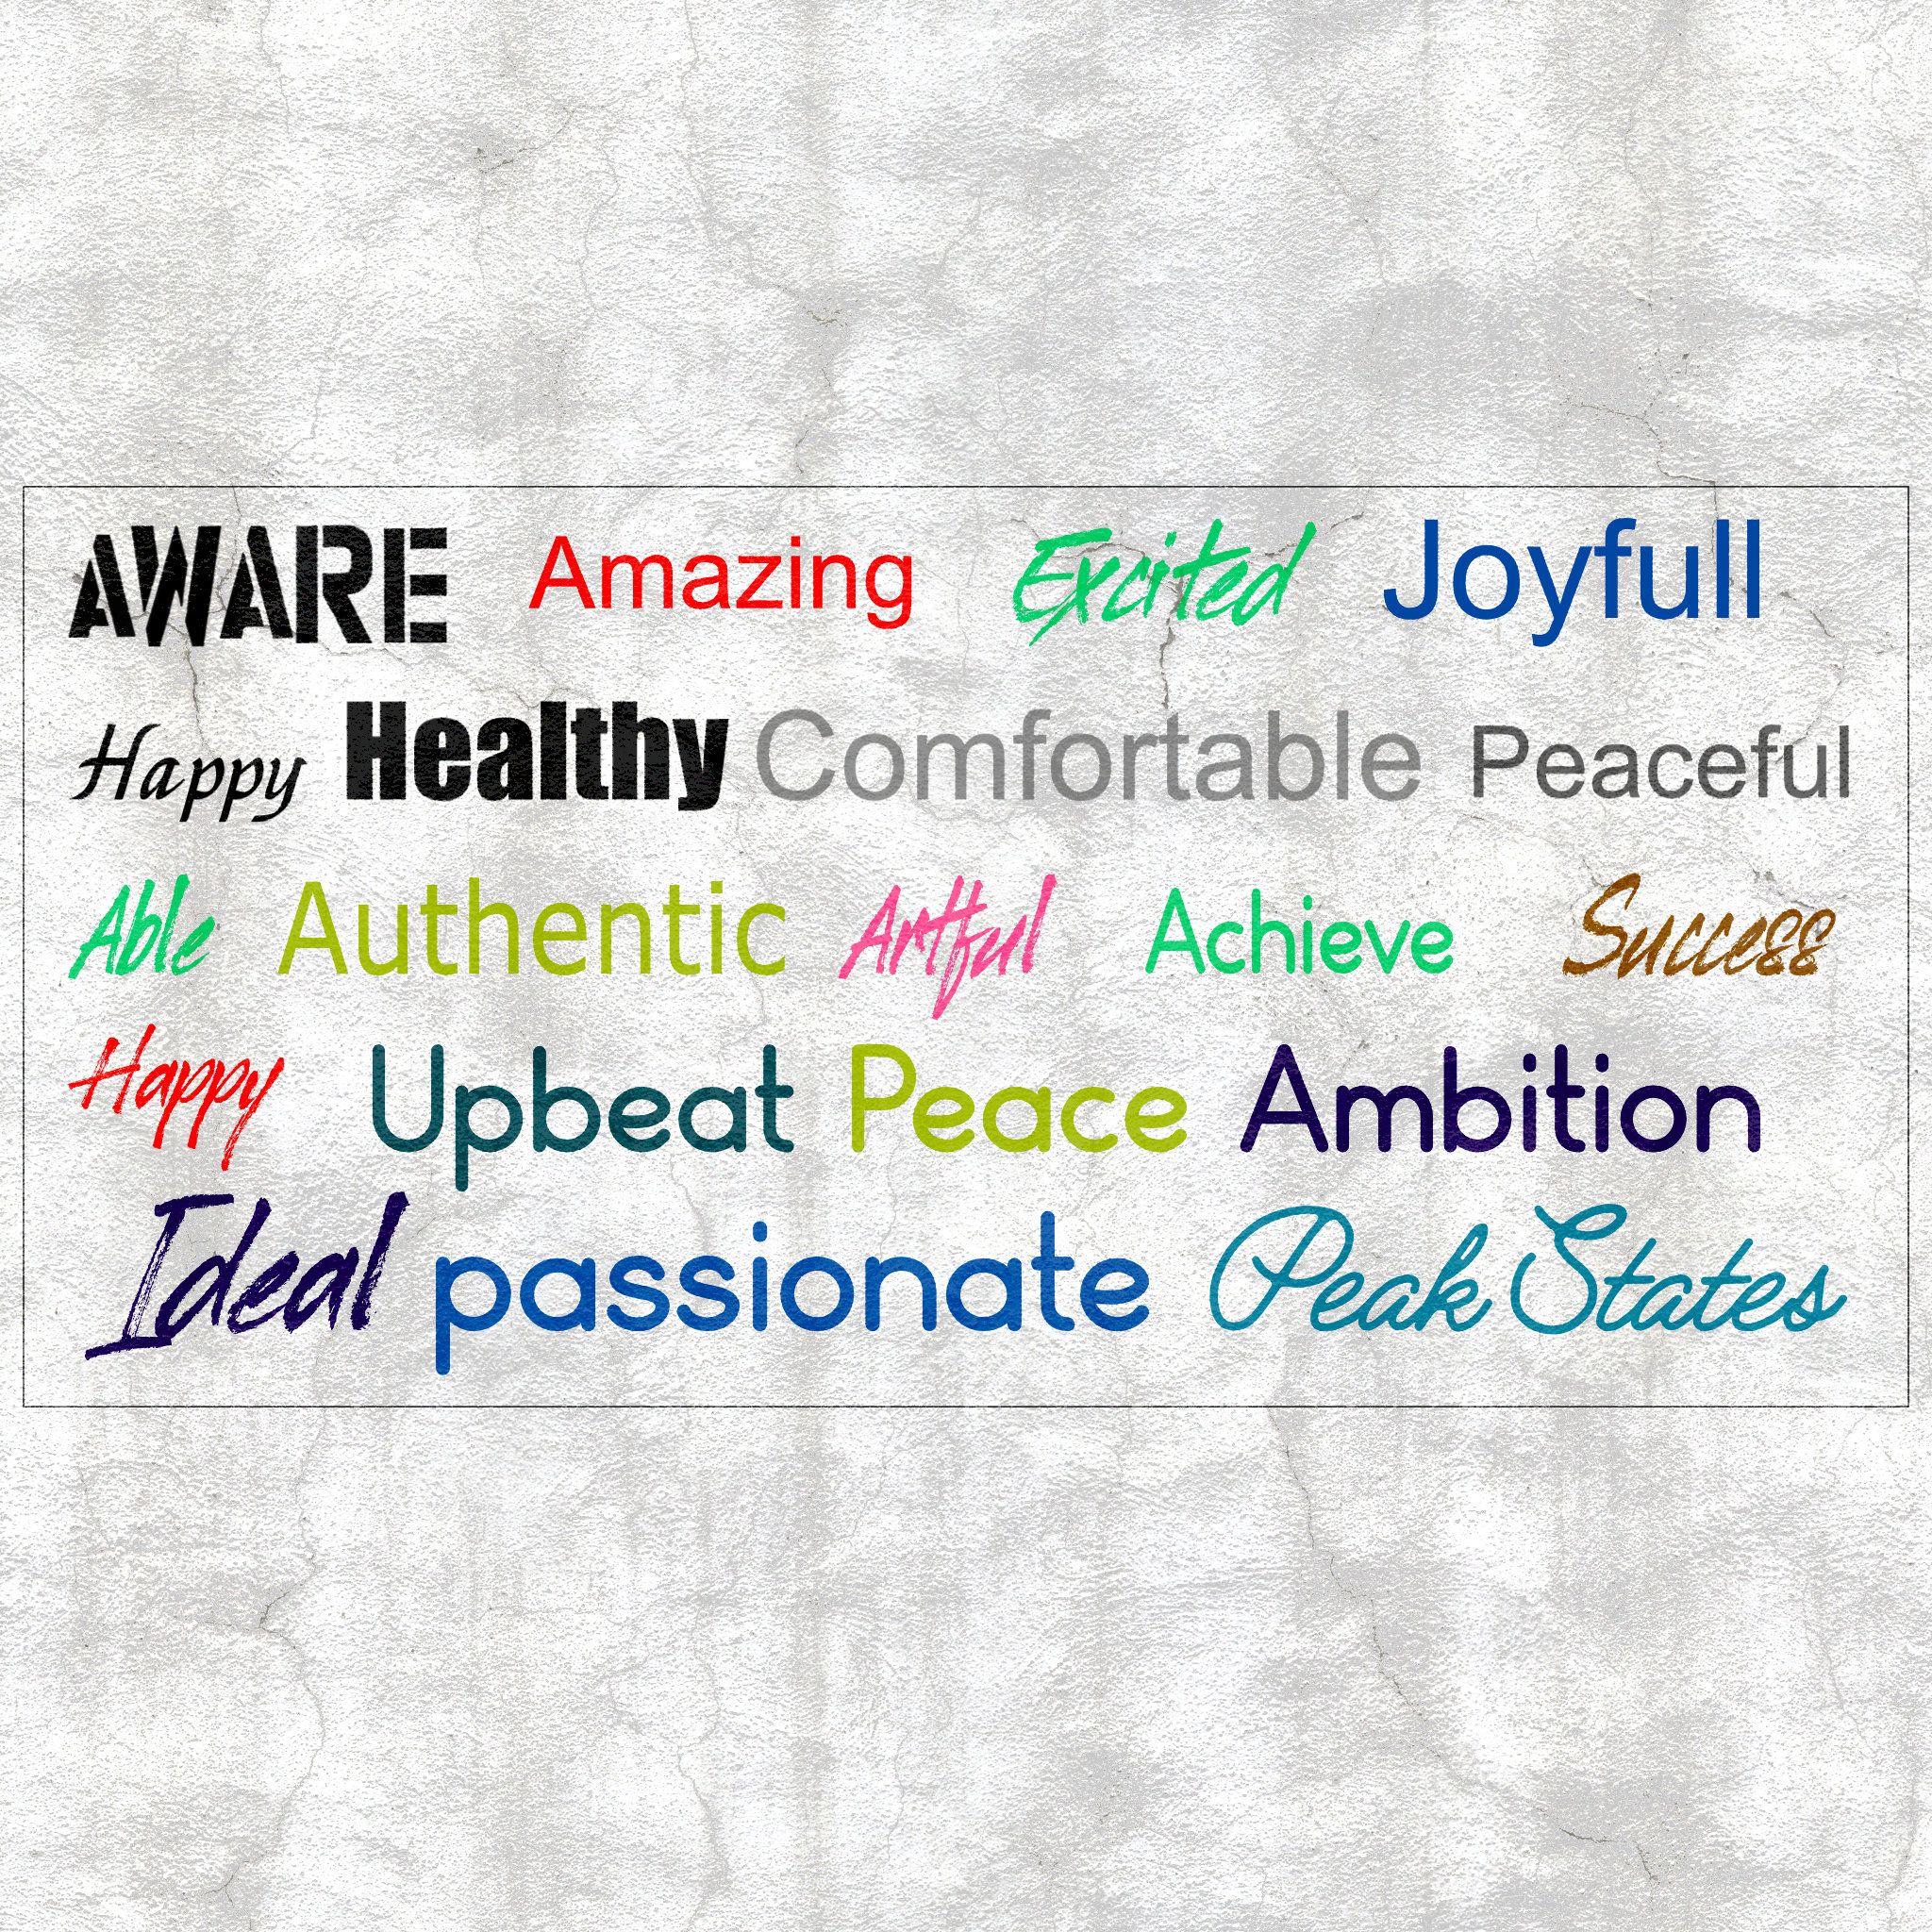 AWARE Amazing Excited Joyfull
Happy Healthy Comfortable Peaceful
Able Authentic Artful Achieve Success
Happy Upbeat Peace Ambition
Ideal passionate Peak States